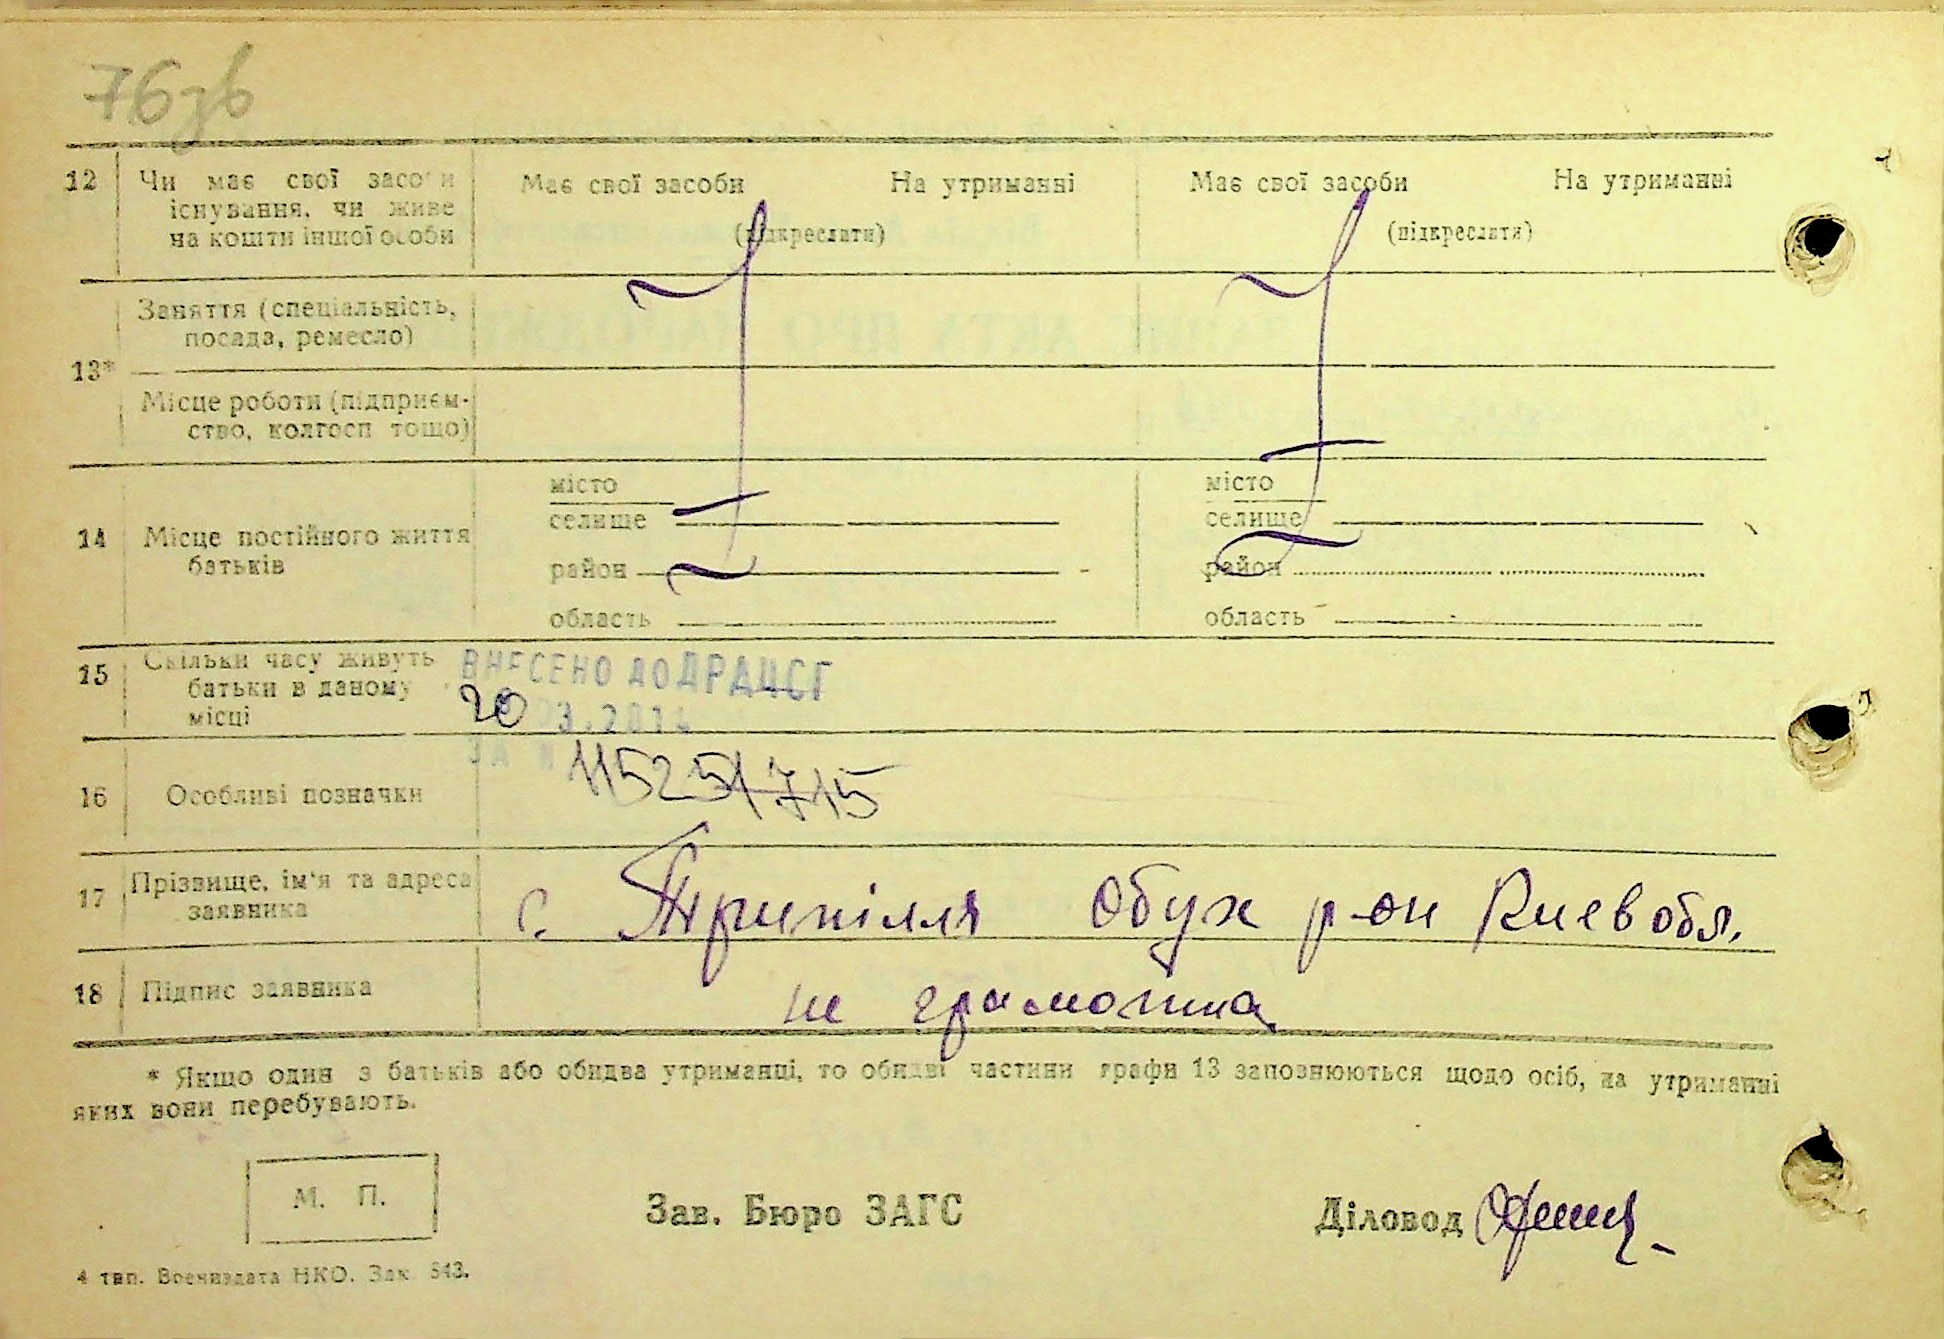 76зв
12 Чи має свої засоби Має свої засоби На утриманні Має свої засоби На утриманні
існування, чи живе (підкреслити) (підкреслити)
на кошти іншої особи
Заняття (спеціальність,
посада, ремесло)
13*
Місце роботи (підприєм-
ство, колгосп тощо)
місто місто
селище селище
14 Місце постійного життя
батьків
район район
область область
15 Скільки часу живуть ВНЕСЕНО ДО ДРАЦСГ
батьки в даному
місці 20 3.2014
ЗА № 115251715
16 Особливі позначки
17 Прізвище, ім'я та адреса
заявника с. Трипілля Обух р-он Киев обл.
18 Підпис заявника не грамотна
* Якщо один з батьків або обидва утриманці, то обидві частини графи 13 заповнюються щодо осіб, на утриманні
яких вони перебувають.
М. П.
Зав. Бюро ЗАГС Діловод
4 тип. Воениздата НКО. Зак 543.